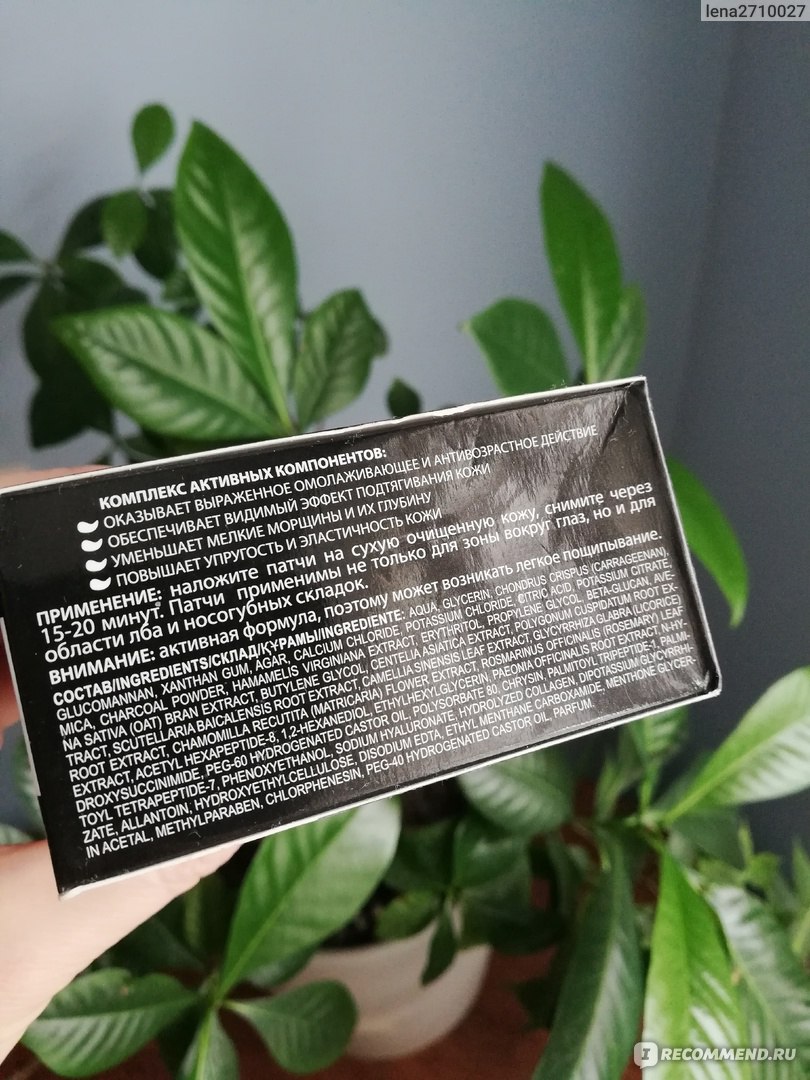 lena2710027
КОМПЛЕКС АКТИВНЫХ КОМПОНЕНТОВ:
ОКАЗЫВАЕТ ВЫРАЖЕННОЕ ОМОЛАЖИВАЮЩЕЕ И АНТИВОЗРАСТНОЕ ДЕЙСТВИЕ
ОБЕСПЕЧИВАЕТ ВИДИМЫЙ ЭФФЕКТ ПОДТЯГИВАНИЯ КОЖИ
УМЕНЬШАЕТ МЕЛКИЕ МОРЩИНЫ И ИХ ГЛУБИНУ
ПОВЫШАЕТ УПРУГОСТЬ И ЭЛАСТИЧНОСТЬ КОЖИ
ПРИМЕНЕНИЕ: наложите патчи на сухую очищенную кожу, снимите через
15-20 минут. Патчи применимы не только для зоны вокруг глаз, но и для
области лба и носогубных складок.
ВНИМАНИЕ: активная формула, поэтому может возникать легкое пощипывание.
СОСТАВ/INGREDIENTS/СКЛАД/ҚҰРАМЫ/INGREDIENTE: AQUA, GLYCERIN, CHONDRUS CRISPUS (CARRAGEENAN),
GLUCOMANNAN, XANTHAN GUM, AGAR, CALCIUM CHLORIDE, POTASSIUM CHLORIDE, CITRIC ACID, POTASSIUM CITRATE,
MICA, CHARCOAL POWDER, HAMAMELIS VIRGINIANA EXTRACT, ERYTHRITOL, PROPYLENE GLYCOL, BETA-GLUCAN, AVE-
NA SATIVA (OAT) BRAN EXTRACT, BUTYLENE GLYCOL, CENTELLA ASIATICA EXTRACT, POLYGONUM CUSPIDATUM ROOT EX-
TRACT, SCUTELLARIA BAICALENSIS ROOT EXTRACT, CAMELLIA SINENSIS LEAF EXTRACT, GLYCYRRHIZA GLABRA (LICORICE)
ROOT EXTRACT, CHAMOMILLA RECUTITA (MATRICARIA) FLOWER EXTRACT, ROSMARINUS OFFICINALIS (ROSEMARY) LEAF
EXTRACT, ACETYL HEXAPEPTIDE-8, 1,2-HEXANEDIOL, ETHYLHEXYLGLYCERIN, PAEONIA OFFICINALIS ROOT EXTRACT, N-HY-
DROXYSUCCINIMIDE, PEG-60 HYDROGENATED CASTOR OIL, POLYSORBATE 80, CHRYSIN, PALMITOYL TRIPEPTIDE-1, PALMI-
TOYL TETRAPEPTIDE-7, PHENOXYETHANOL, SODIUM HYALURONATE, HYDROLYZED COLLAGEN, DIPOTASSIUM GLYCYRRHI-
ZATE, ALLANTOIN, HYDROXYETHYLCELLULOSE, DISODIUM EDTA, ETHYL MENTHANE CARBOXAMIDE, MENTHONE GLYCER-
IN ACETAL, METHYLPARABEN, CHLORPHENESIN, PEG-40 HYDROGENATED CASTOR OIL, PARFUM.
IRECOMMEND.RU